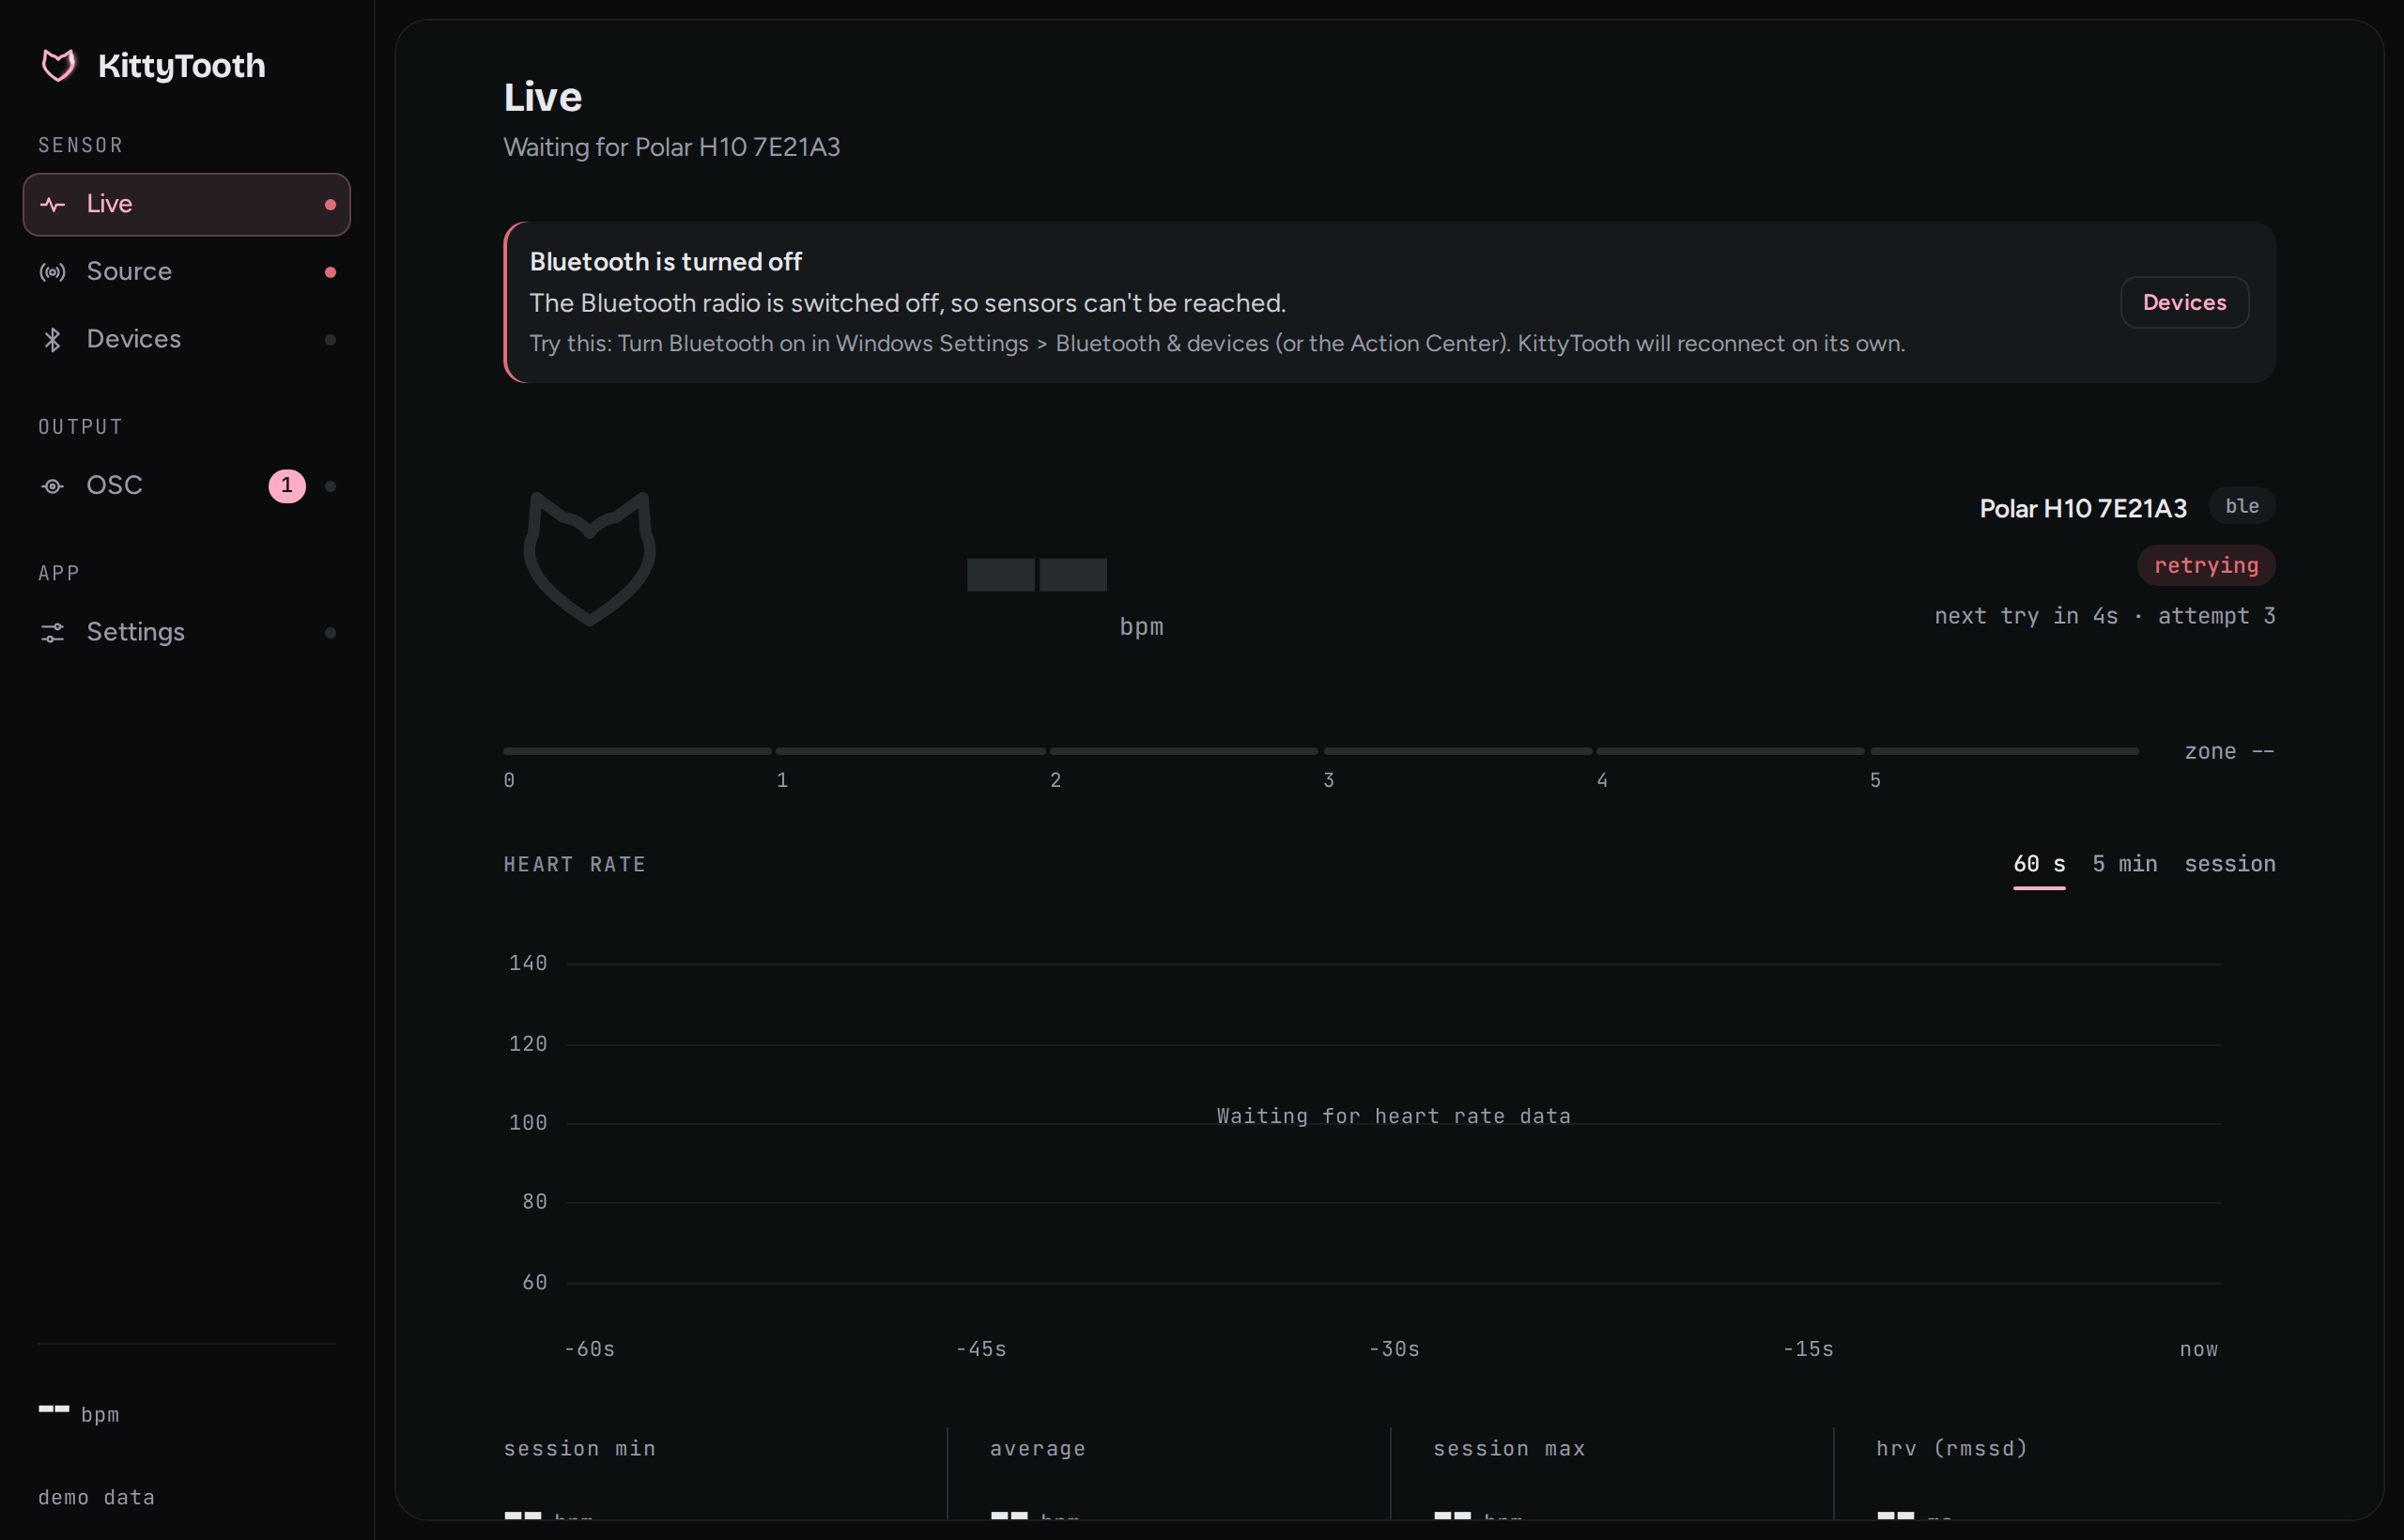 KittyTooth
SENSOR
Live
Source
Devices
OUTPUT
OSC 1
APP
Settings
-- bpm
demo data
Live
Waiting for Polar H10 7E21A3
Bluetooth is turned off
The Bluetooth radio is switched off, so sensors can't be reached.
Try this: Turn Bluetooth on in Windows Settings > Bluetooth & devices (or the Action Center). KittyTooth will reconnect on its own.
Devices
-- bpm
Polar H10 7E21A3 ble
retrying
next try in 4s · attempt 3
0 1 2 3 4 5 zone --
HEART RATE
60 s 5 min session
140
120
100
80
60
Waiting for heart rate data
-60s -45s -30s -15s now
session min average session max hrv (rmssd)
-- bpm -- bpm -- bpm -- ms